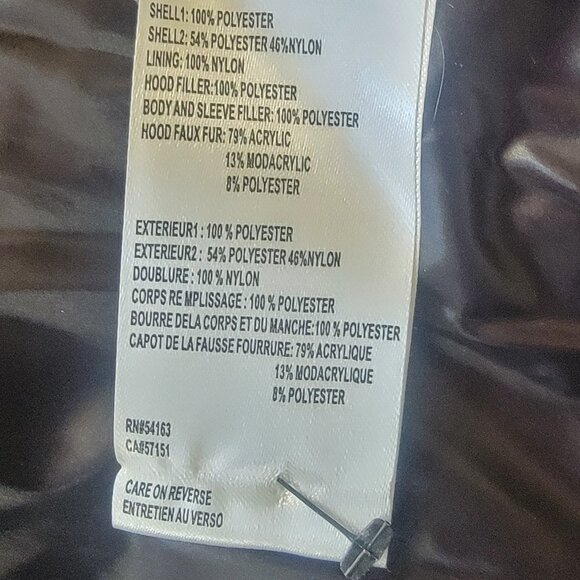 SHELL1: 100% POLYESTER
SHELL2: 54% POLYESTER 46%NYLON
LINING: 100% NYLON
HOOD FILLER:100% POLYESTER
BODY AND SLEEVE FILLER: 100% POLYESTER
HOOD FAUX FUR: 79% ACRYLIC
13% MODACRYLIC
8% POLYESTER
EXTERIEUR1 : 100 % POLYESTER
EXTERIEUR2 : 54% POLYESTER 46%NYLON
DOUBLURE : 100 % NYLON
CORPS RE MPLISSAGE : 100 % POLYESTER
BOURRE DELA CORPS ET DU MANCHE:100 % POLYESTER
CAPOT DE LA FAUSSE FOURRURE: 79% ACRYLIQUE
13% MODACRYLIQUE
8% POLYESTER
RN#54163
CA#57151
CARE ON REVERSE
ENTRETIEN AU VERSO